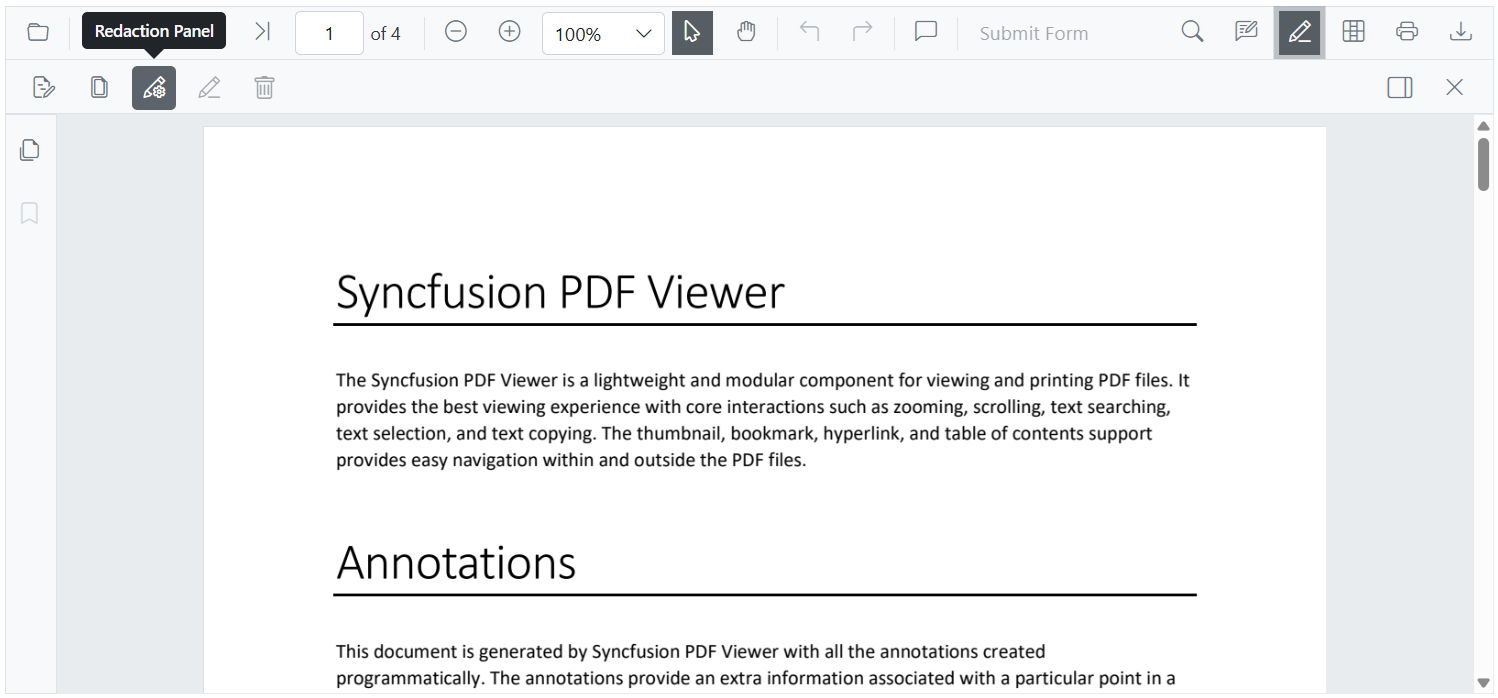 Redaction Panel
1 of 4
100%
Submit Form
Syncfusion PDF Viewer
The Syncfusion PDF Viewer is a lightweight and modular component for viewing and printing PDF files. It
provides the best viewing experience with core interactions such as zooming, scrolling, text searching,
text selection, and text copying. The thumbnail, bookmark, hyperlink, and table of contents support
provides easy navigation within and outside the PDF files.
Annotations
This document is generated by Syncfusion PDF Viewer with all the annotations created
programmatically. The annotations provide an extra information associated with a particular point in a